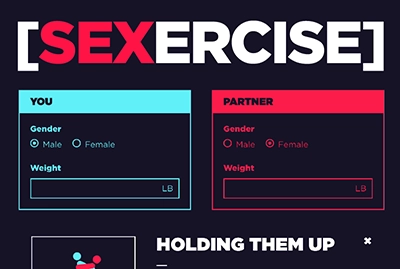 [SEXERCISE]
YOU
Gender
Male Female
Weight
LB
PARTNER
Gender
Male Female
Weight
LB
HOLDING THEM UP